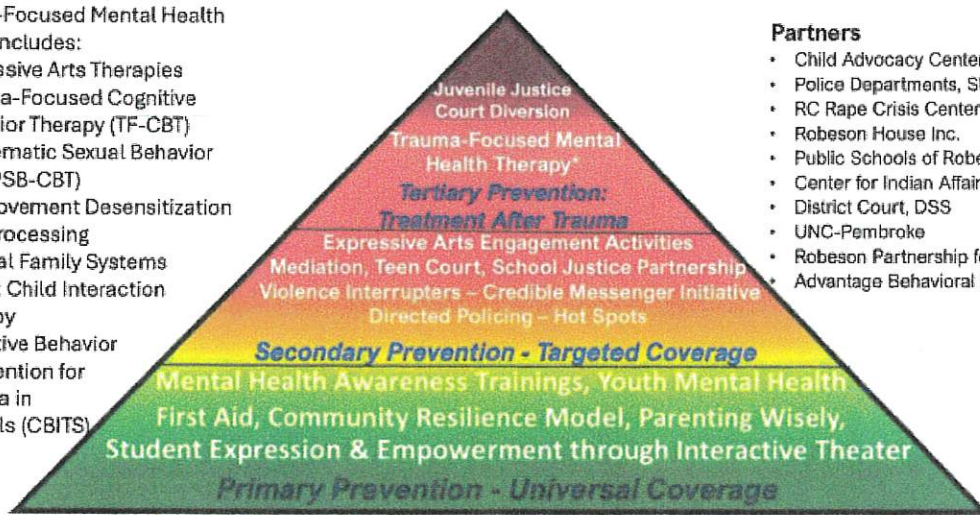 -Focused Mental Health
ncludes:
ssive Arts Therapies
a-Focused Cognitive
ior Therapy (TF-CBT)
ematic Sexual Behavior
PSB-CBT)
ovement Desensitization
rocessing
al Family Systems
t Child Interaction
py
tive Behavior
ention for
a in
ls (CBITS)
Juvenile Justice
Court Diversion
Trauma-Focused Mental
Health Therapy*
Tertiary Prevention:
Treatment After Trauma
Expressive Arts Engagement Activities
Mediation, Teen Court, School Justice Partnership
Violence Interrupters – Credible Messenger Initiative
Directed Policing – Hot Spots
Secondary Prevention - Targeted Coverage
Mental Health Awareness Trainings, Youth Mental Health
First Aid, Community Resilience Model, Parenting Wisely,
Student Expression & Empowerment through Interactive Theater
Primary Prevention - Universal Coverage
Partners
• Child Advocacy Center
• Police Departments, S
• RC Rape Crisis Center
• Robeson House Inc.
• Public Schools of Robe
• Center for Indian Affair
• District Court, DSS
• UNC-Pembroke
• Robeson Partnership f
• Advantage Behavioral